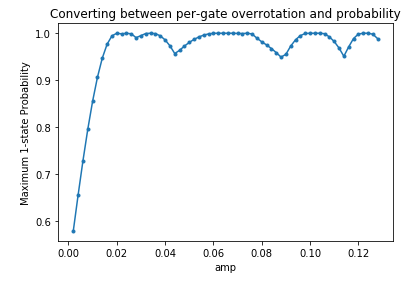 Converting between per-gate overrotation and probability
Maximum 1-state Probability
1.0
0.9
0.8
0.7
0.6
0.00 0.02 0.04 0.06 0.08 0.10 0.12
amp